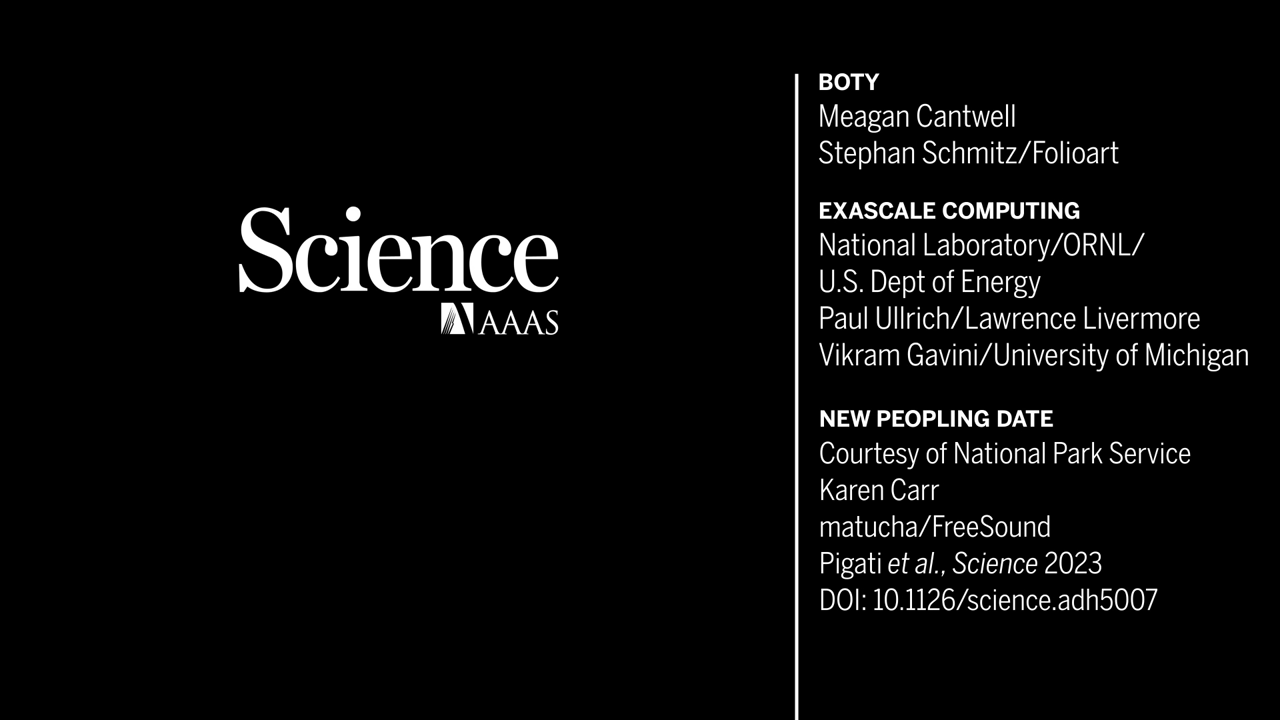 Science
AAAS
BOTY
Meagan Cantwell
Stephan Schmitz/Folioart
EXASCALE COMPUTING
National Laboratory/ORNL/
U.S. Dept of Energy
Paul Ullrich/Lawrence Livermore
Vikram Gavini/University of Michigan
NEW PEOPLING DATE
Courtesy of National Park Service
Karen Carr
matucha/FreeSound
Pigati et al., Science 2023
DOI: 10.1126/science.adh5007